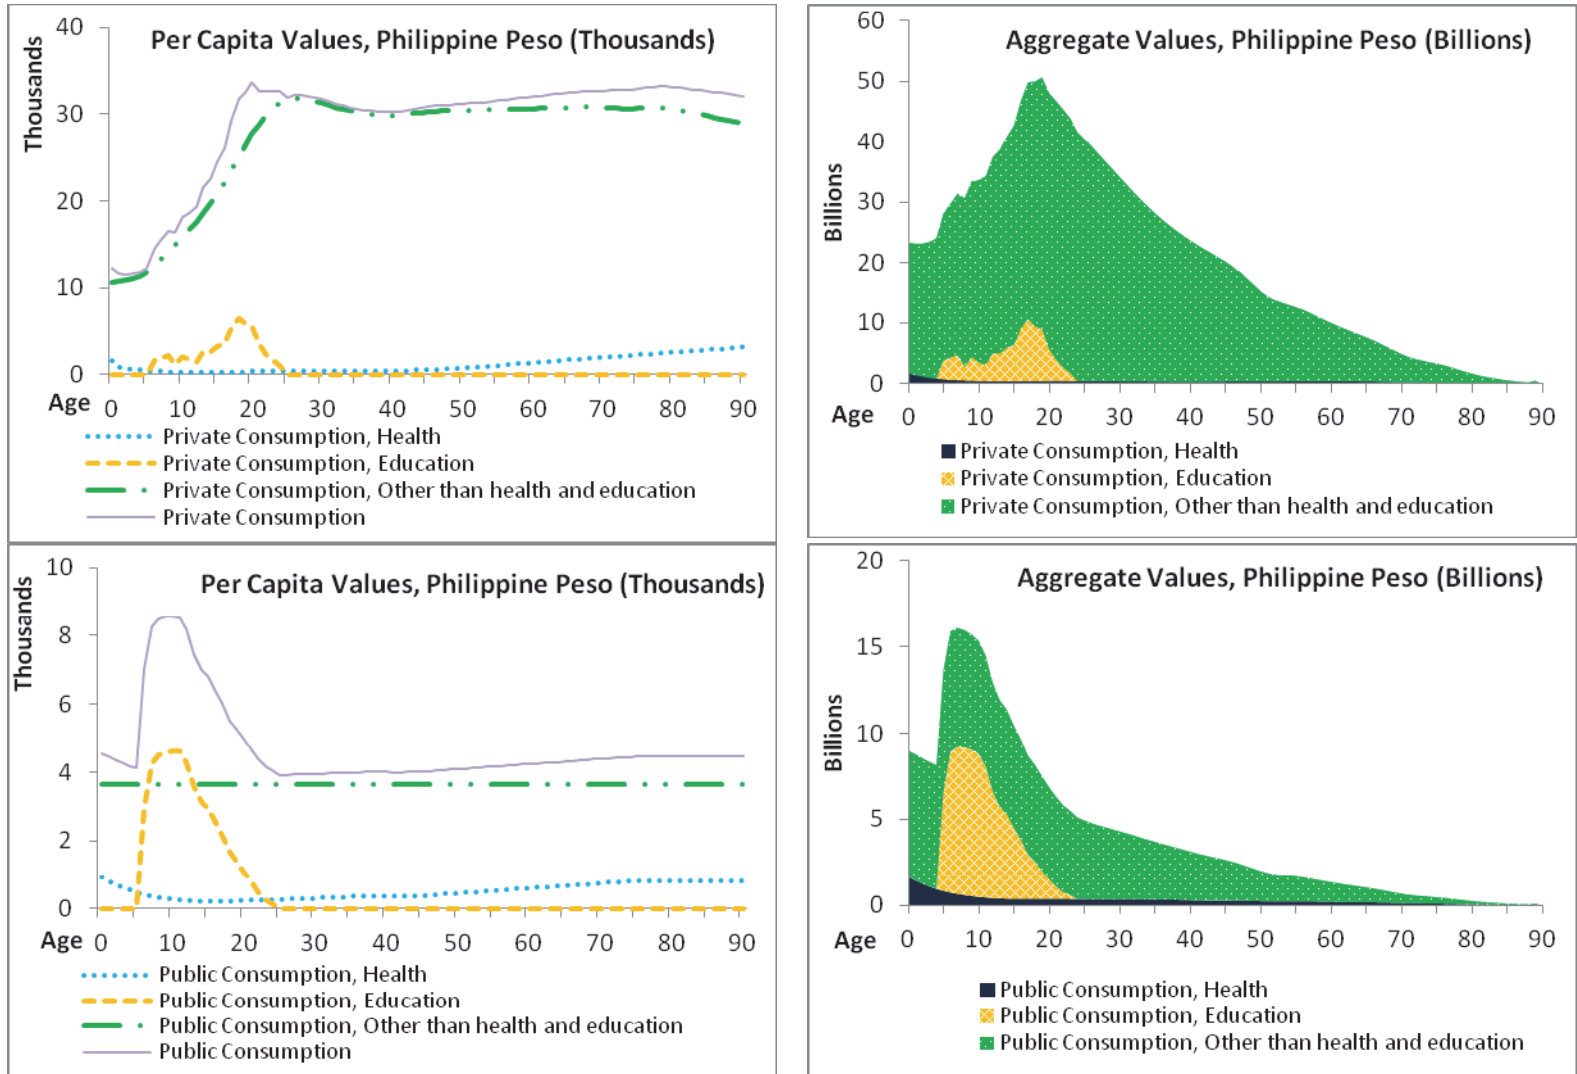 Per Capita Values, Philippine Peso (Thousands)
Thousands
40
30
20
10
0
Age 0 10 20 30 40 50 60 70 80 90
Private Consumption, Health
Private Consumption, Education
Private Consumption, Other than health and education
Private Consumption
Aggregate Values, Philippine Peso (Billions)
Billions
60
50
40
30
20
10
0
0 10 20 30 40 50 60 70 80 90
Private Consumption, Health
Private Consumption, Education
Private Consumption, Other than health and education
Per Capita Values, Philippine Peso (Thousands)
Thousands
10
8
6
4
2
0
Age 0 10 20 30 40 50 60 70 80 90
Public Consumption, Health
Public Consumption, Education
Public Consumption, Other than health and education
Public Consumption
Aggregate Values, Philippine Peso (Billions)
Billions
20
15
10
5
0
Age 0 10 20 30 40 50 60 70 80 90
Public Consumption, Health
Public Consumption, Education
Public Consumption, Other than health and education